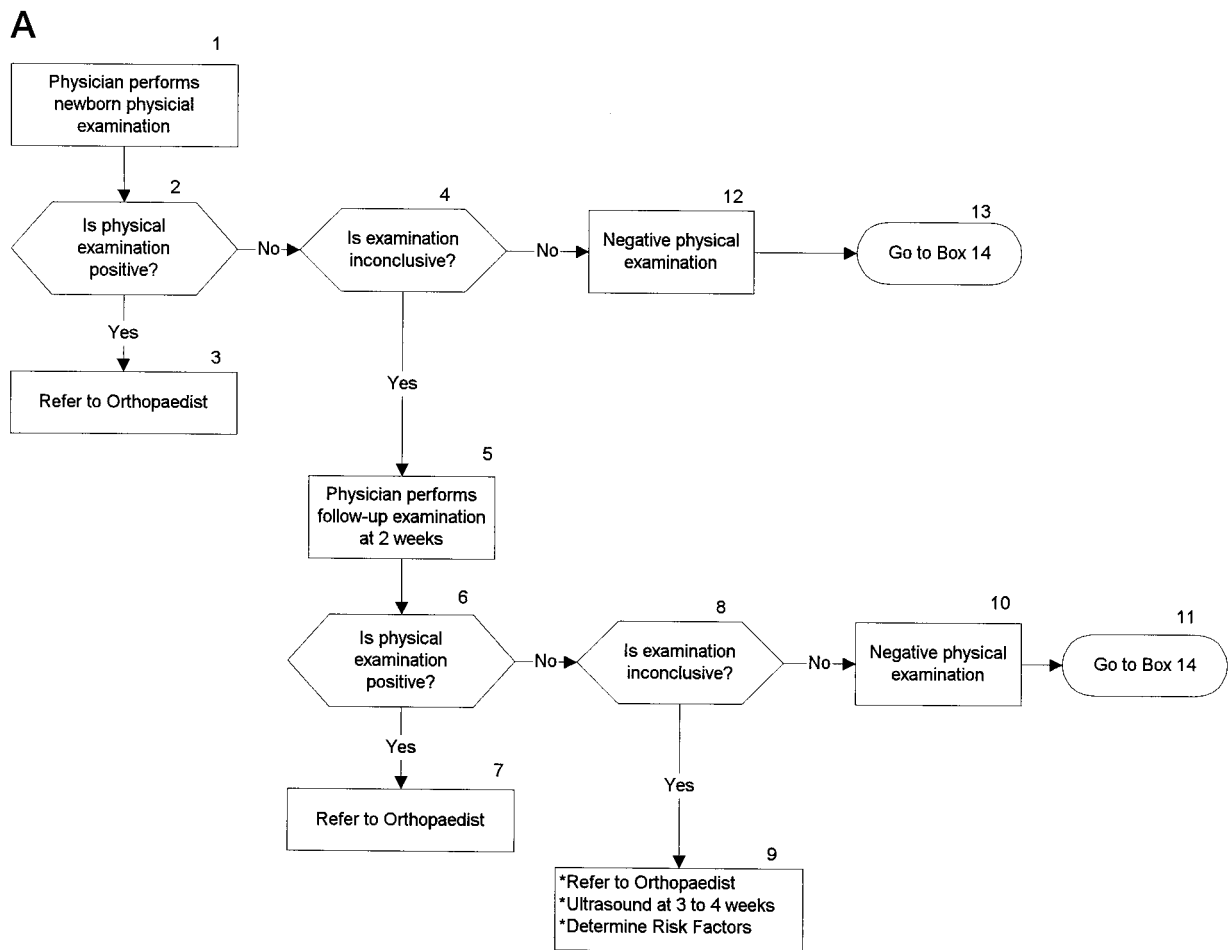 A
1
Physician performs
newborn physicial
examination
2
Is physical
examination
positive?
No
4
Is examination
inconclusive?
No
12
Negative physical
examination
13
Go to Box 14
Yes
3
Refer to Orthopaedist
Yes
5
Physician performs
follow-up examination
at 2 weeks
6
Is physical
examination
positive?
No
8
Is examination
inconclusive?
No
10
Negative physical
examination
11
Go to Box 14
Yes
7
Refer to Orthopaedist
Yes
9
*Refer to Orthopaedist
*Ultrasound at 3 to 4 weeks
*Determine Risk Factors